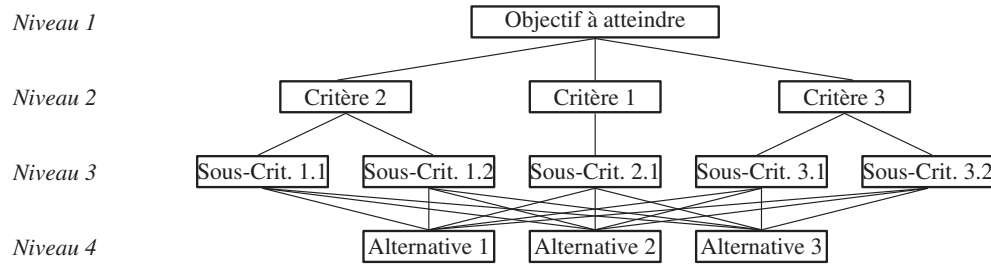 Niveau 1 Objectif à atteindre
Niveau 2 Critère 2 Critère 1 Critère 3
Niveau 3 Sous-Crit. 1.1 Sous-Crit. 1.2 Sous-Crit. 2.1 Sous-Crit. 3.1 Sous-Crit. 3.2
Niveau 4 Alternative 1 Alternative 2 Alternative 3